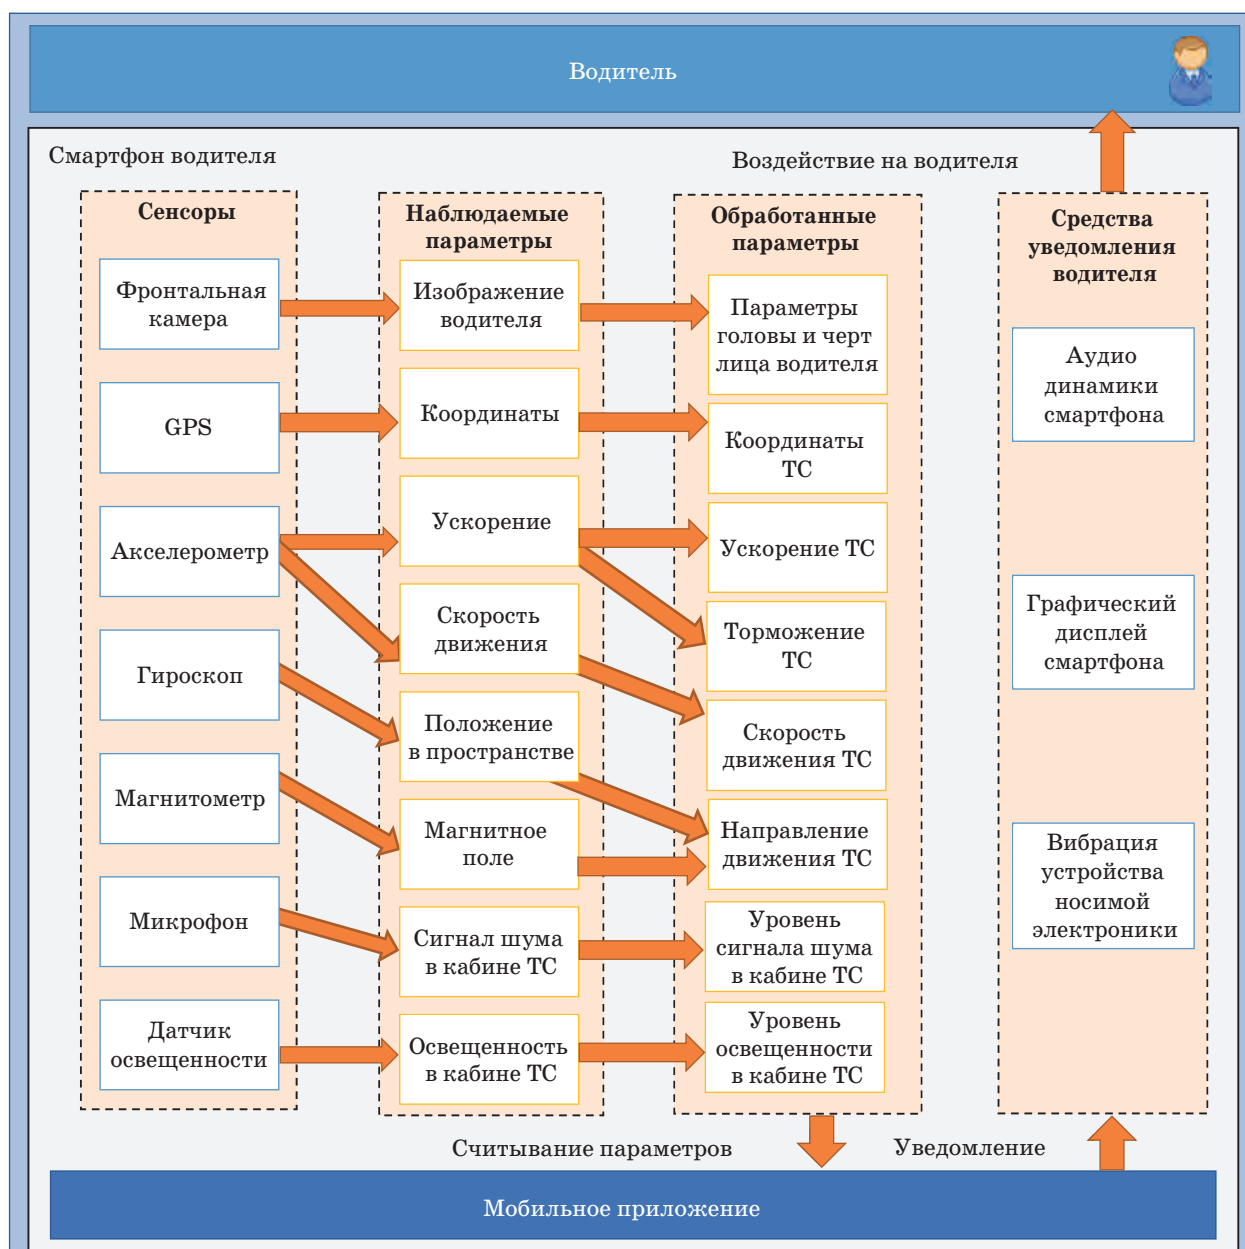 Водитель
Смартфон водителя
Воздействие на водителя
Сенсоры
Фронтальная
камера
GPS
Акселерометр
Гироскоп
Магнитометр
Микрофон
Датчик
освещенности
Наблюдаемые
параметры
Изображение
водителя
Координаты
Ускорение
Скорость
движения
Положение
в пространстве
Магнитное
поле
Сигнал шума
в кабине ТС
Освещенность
в кабине ТС
Обработанные
параметры
Параметры
головы и черт
лица водителя
Координаты
ТС
Ускорение ТС
Торможение
ТС
Скорость
движения ТС
Направление
движения ТС
Уровень
сигнала шума
в кабине ТС
Уровень
освещенности
в кабине ТС
Средства
уведомления
водителя
Аудио
динамики
смартфона
Графический
дисплей
смартфона
Вибрация
устройства
носимой
электроники
Считывание параметров
Уведомление
Мобильное приложение